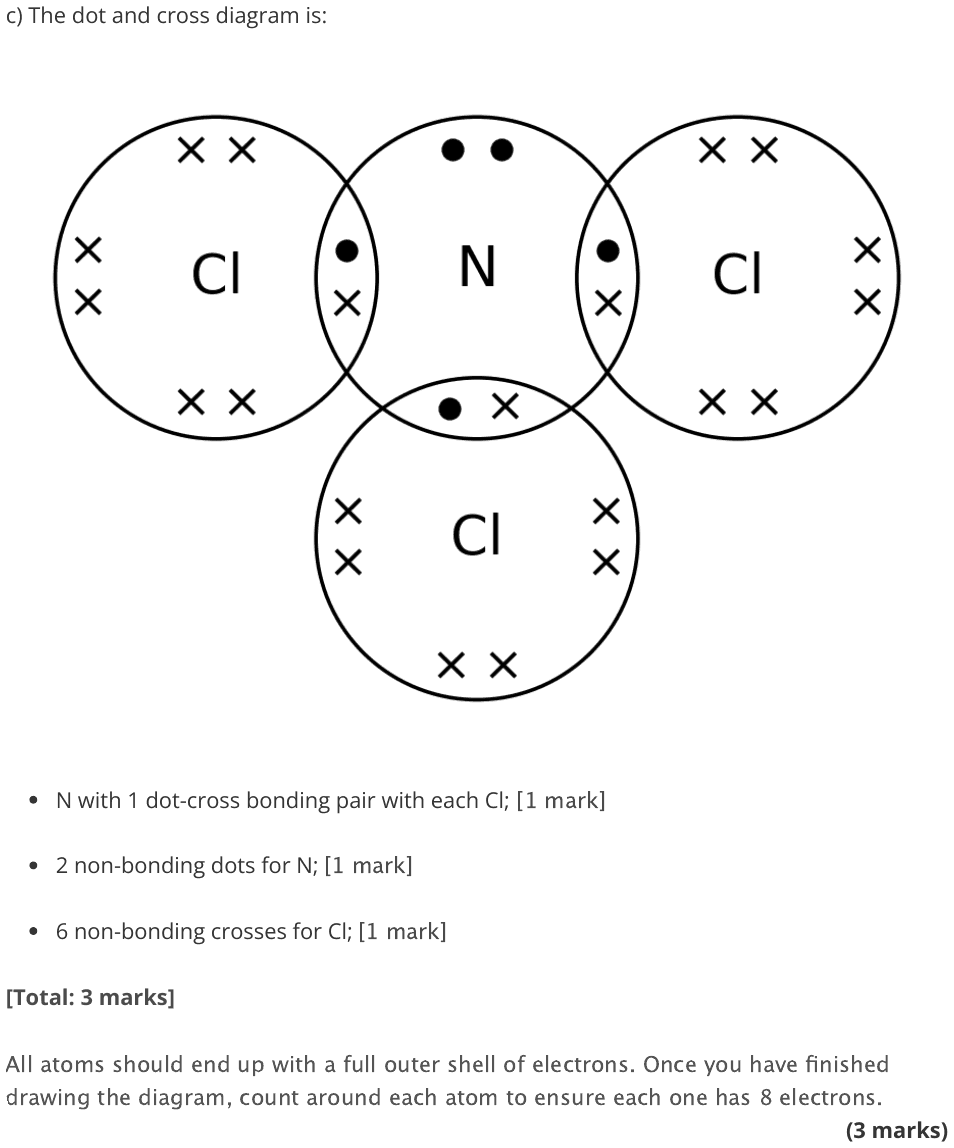 c) The dot and cross diagram is:
Cl N Cl
Cl
• N with 1 dot-cross bonding pair with each Cl; [1 mark]
• 2 non-bonding dots for N; [1 mark]
• 6 non-bonding crosses for Cl; [1 mark]
[Total: 3 marks]
All atoms should end up with a full outer shell of electrons. Once you have finished
drawing the diagram, count around each atom to ensure each one has 8 electrons.
(3 marks)